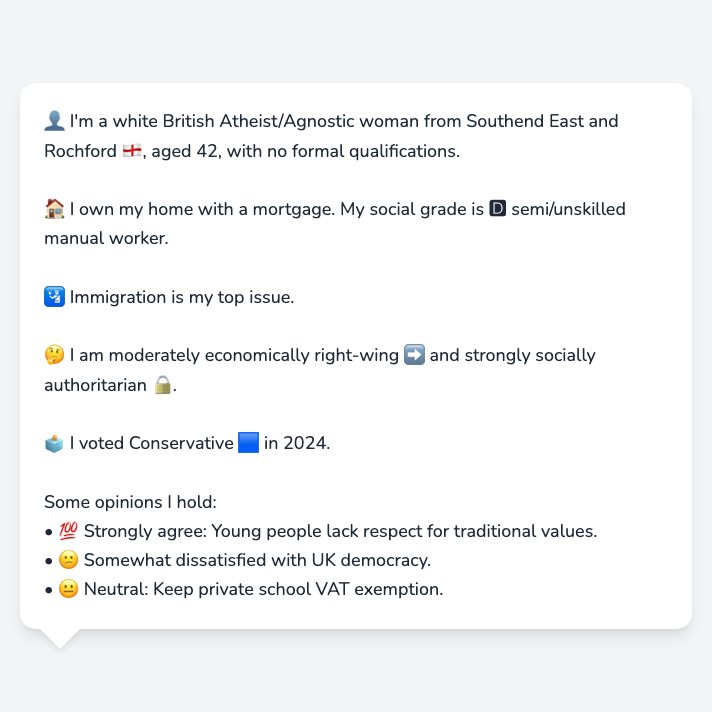 👤 I'm a white British Atheist/Agnostic woman from Southend East and
Rochford 🏴󠁧󠁢󠁥󠁮󠁧󠁿, aged 42, with no formal qualifications.
🏠 I own my home with a mortgage. My social grade is 🅳 semi/unskilled
manual worker.
🛂 Immigration is my top issue.
🤔 I am moderately economically right-wing ➡️ and strongly socially
authoritarian 🔒.
🗳️ I voted Conservative 🟦 in 2024.
Some opinions I hold:
• 💯 Strongly agree: Young people lack respect for traditional values.
• 🙁 Somewhat dissatisfied with UK democracy.
• 😐 Neutral: Keep private school VAT exemption.